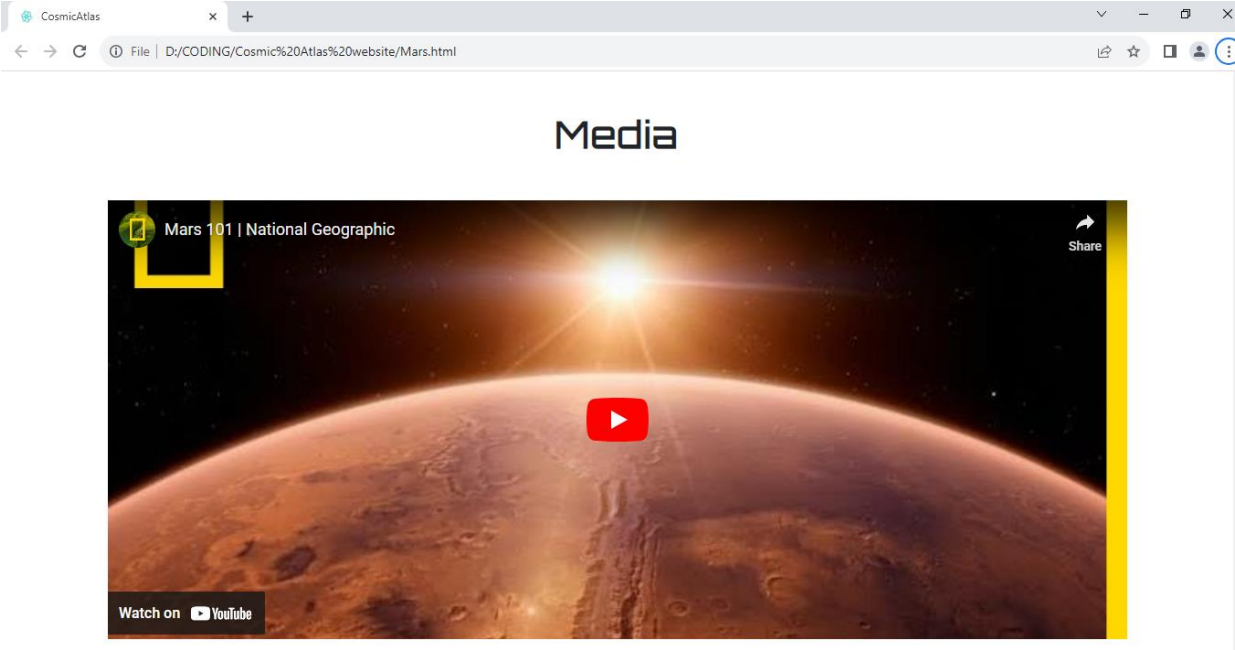 CosmicAtlas
File | D:/CODING/Cosmic%20Atlas%20website/Mars.html
Media
Mars 101 | National Geographic
Share
Watch on YouTube